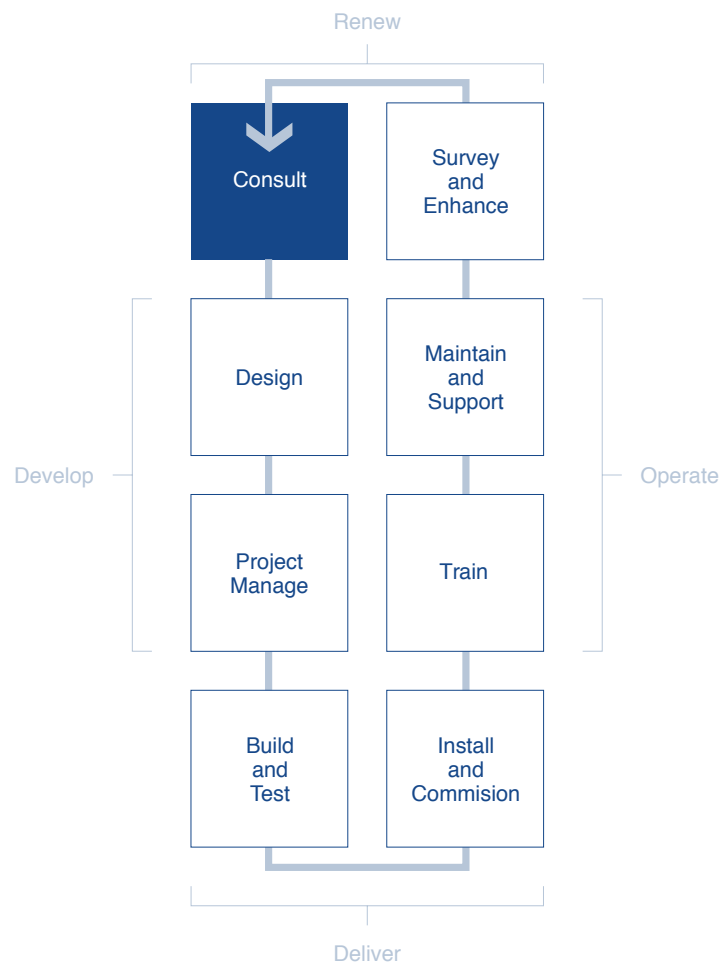 Renew
Consult
Survey
and
Enhance
Design
Maintain
and
Support
Develop
Operate
Project
Manage
Train
Build
and
Test
Install
and
Commision
Deliver